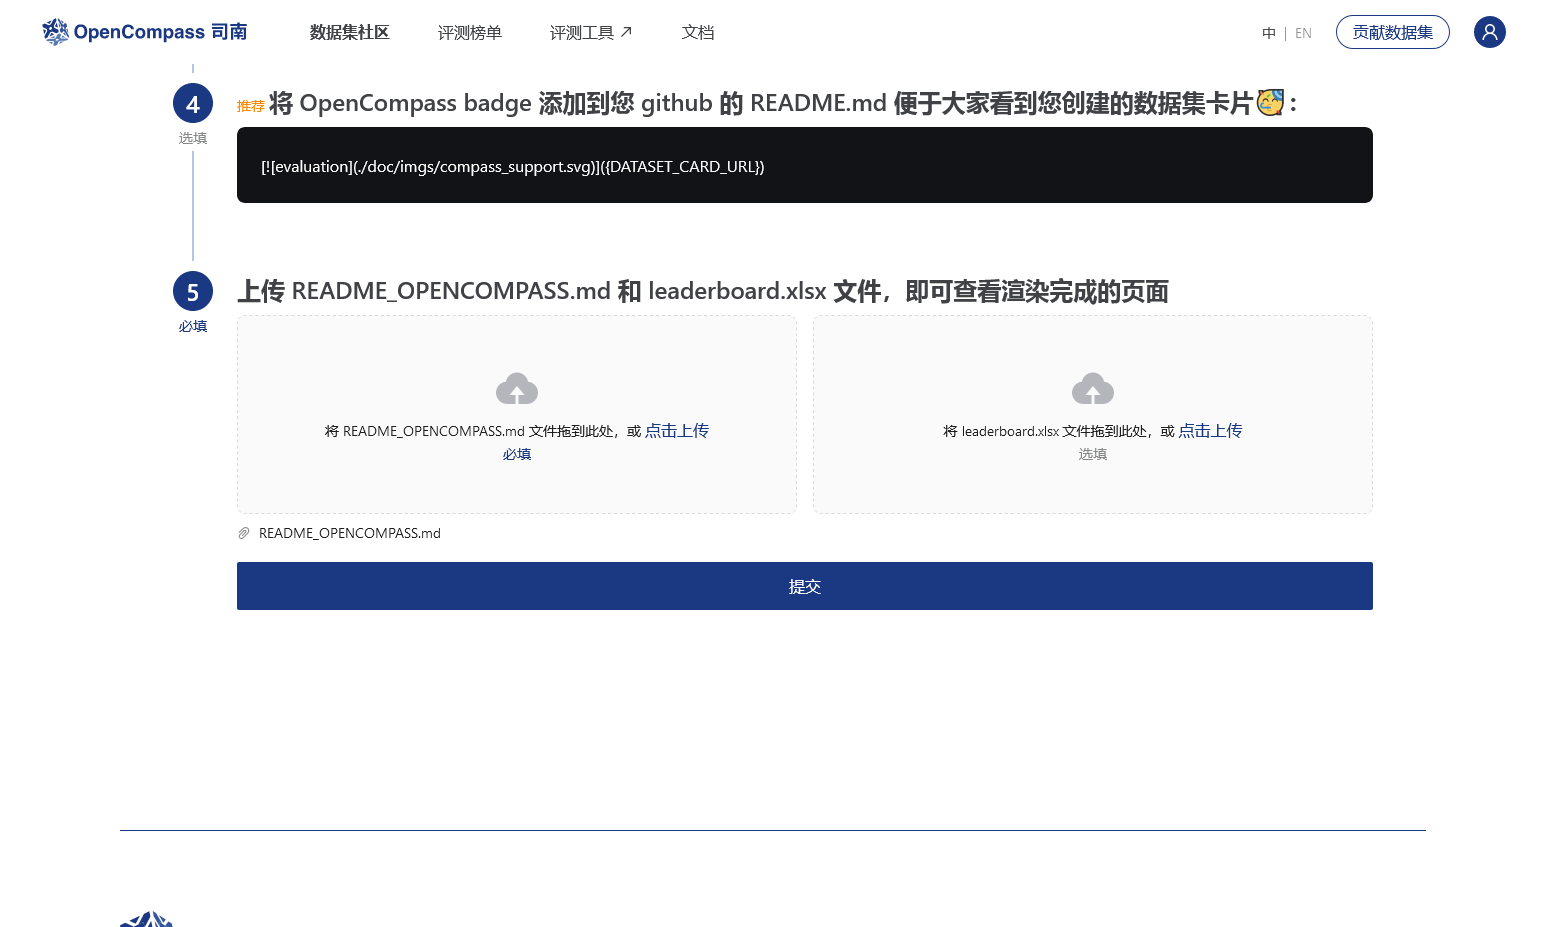 OpenCompass 司南
数据集社区
评测榜单
评测工具
文档
中 | EN
贡献数据集
4
选填
推荐 将 OpenCompass badge 添加到您 github 的 README.md 便于大家看到您创建的数据集卡片🥳：
[![evaluation](./doc/imgs/compass_support.svg)]({DATASET_CARD_URL})
5
必填
上传 README_OPENCOMPASS.md 和 leaderboard.xlsx 文件，即可查看渲染完成的页面
将 README_OPENCOMPASS.md 文件拖到此处，或 点击上传
必填
将 leaderboard.xlsx 文件拖到此处，或 点击上传
选填
README_OPENCOMPASS.md
提交